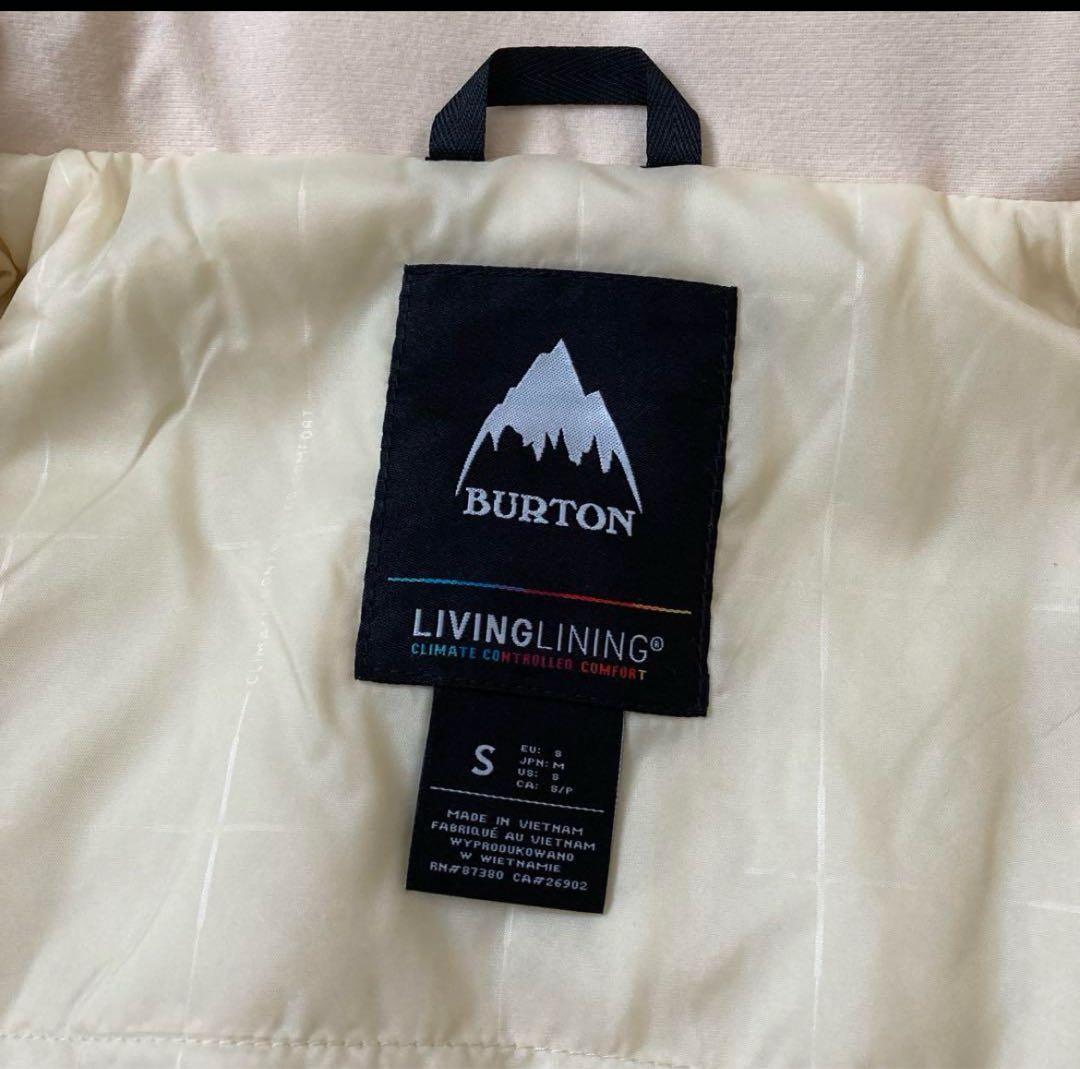 BURTON
LIVINGLINING®
CLIMATE CONTROLLED COMFORT
S
EU: S
JPN: M
US: S
CA: S/P
MADE IN VIETNAM
FABRIQUÉ AU VIETNAM
WYPRODUKOWANO
W WIETNAMIE
RN#87380 CA#26902